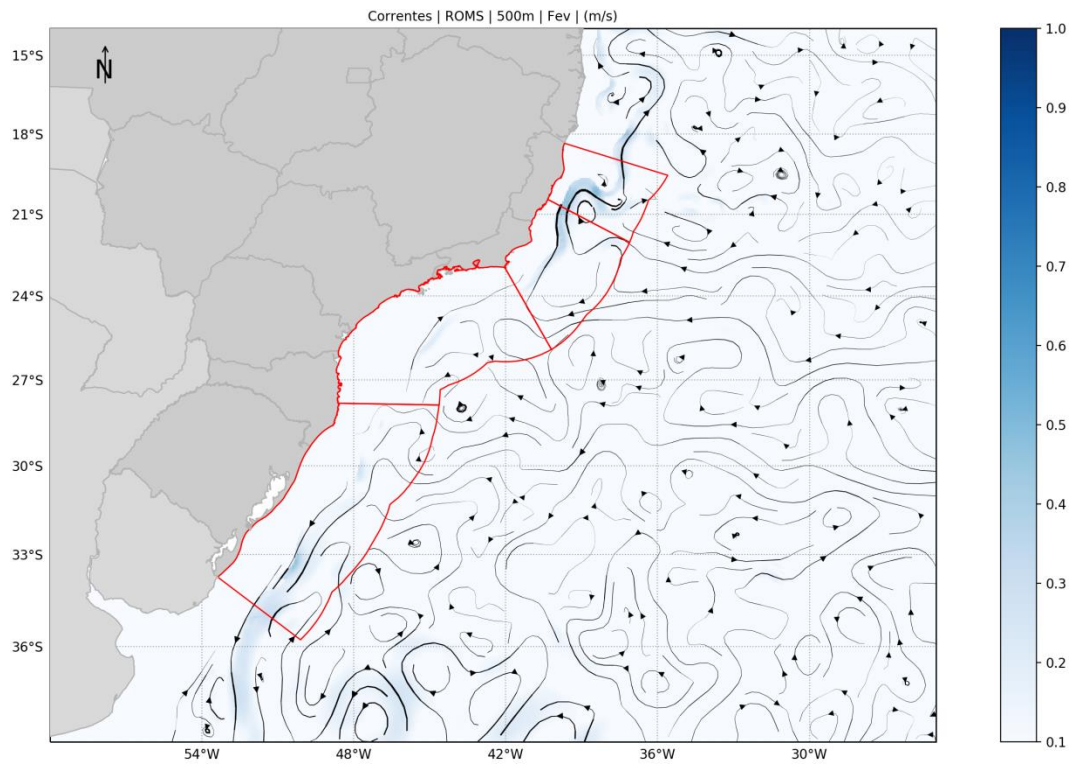 Correntes | ROMS | 500m | Fev | (m/s)
N
15°S
18°S
21°S
24°S
27°S
30°S
33°S
36°S
54°W
48°W
42°W
36°W
30°W
1.0
0.9
0.8
0.7
0.6
0.5
0.4
0.3
0.2
0.1